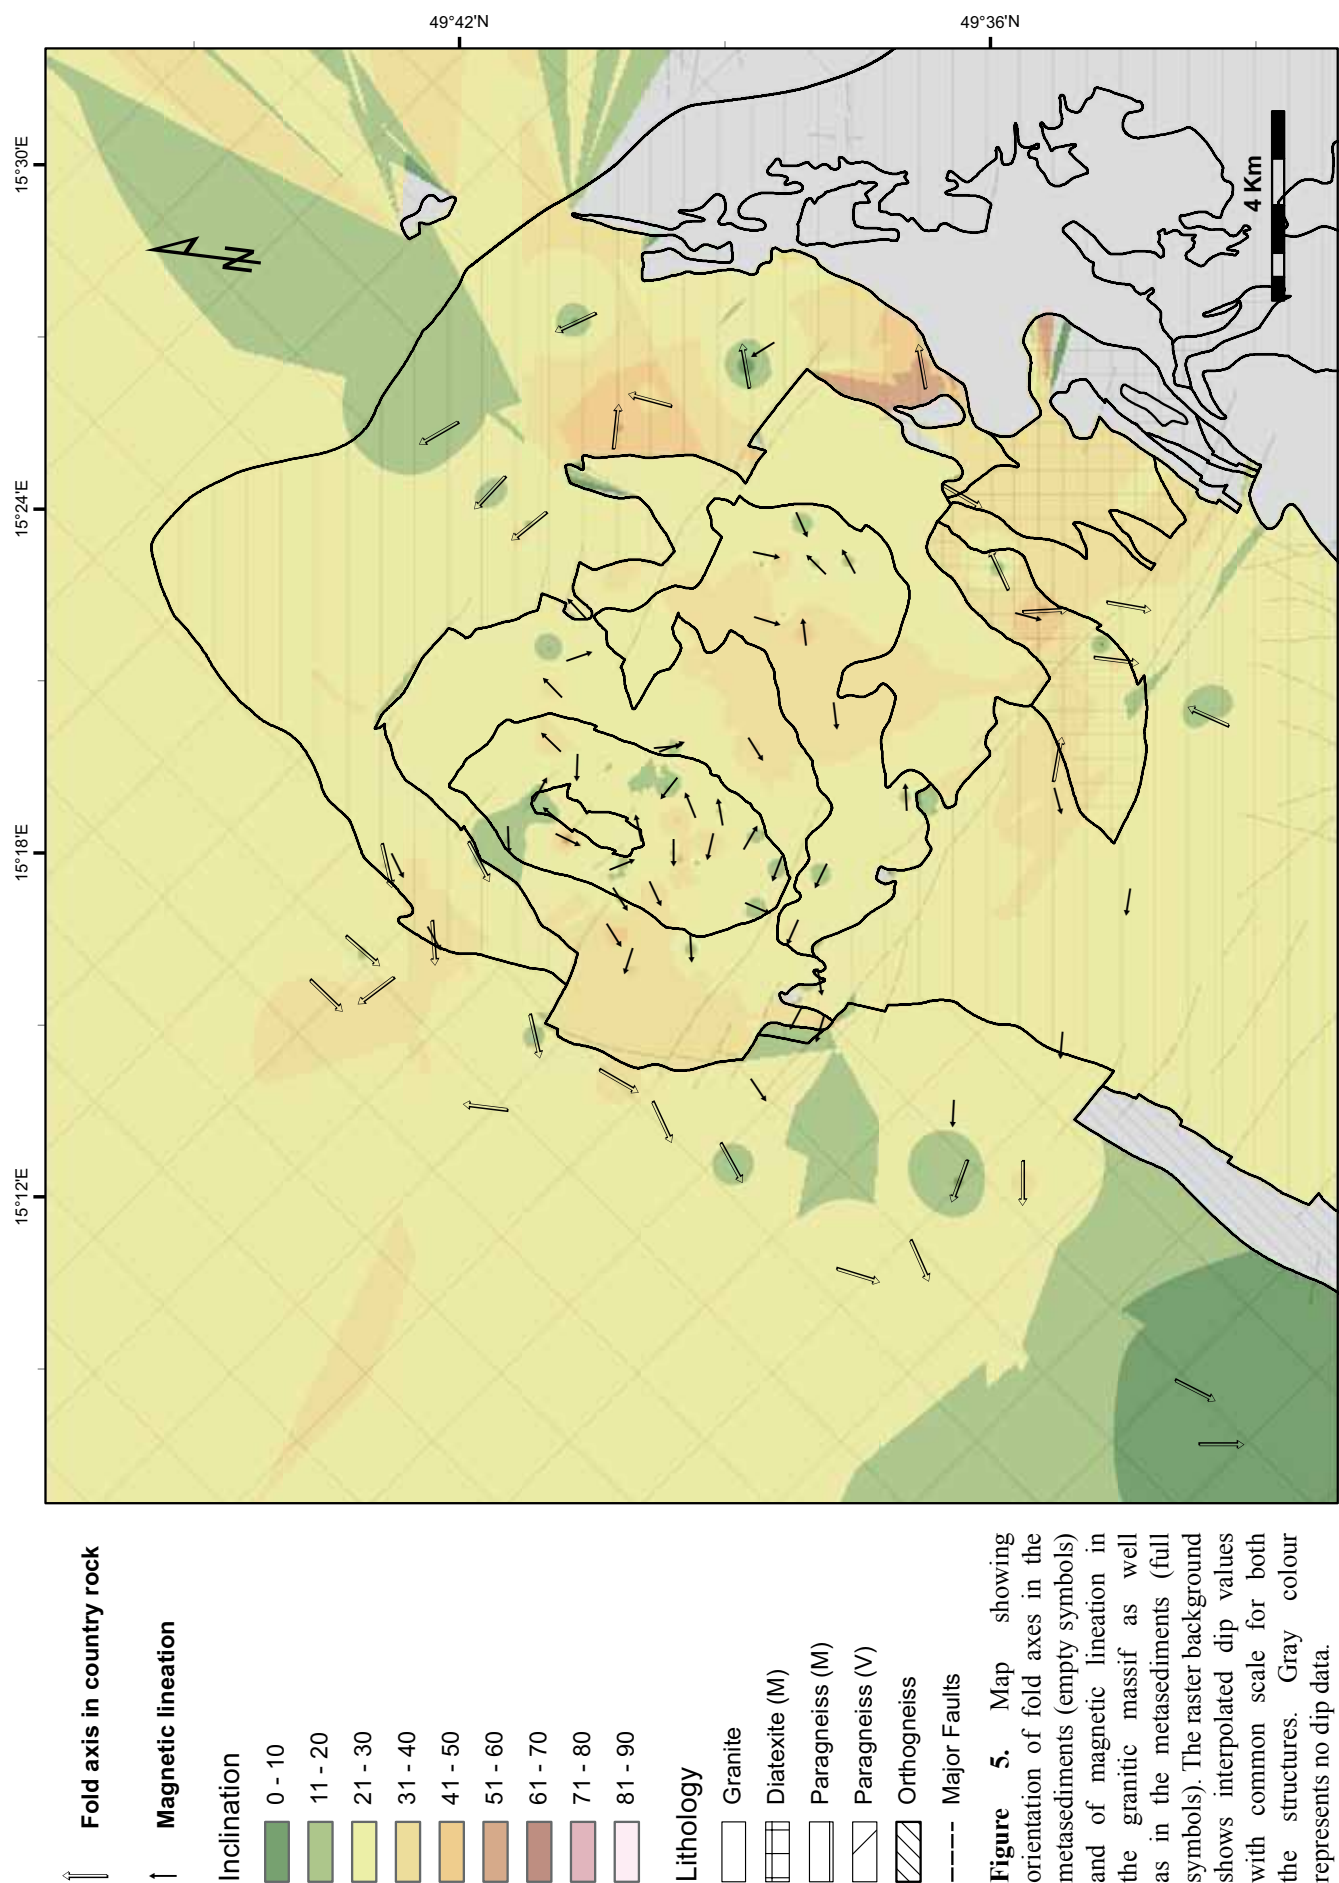 49°42'N
49°36'N
15°30'E
15°24'E
15°18'E
15°12'E
N
4 Km
Fold axis in country rock
Magnetic lineation
Inclination
0 - 10
11 - 20
21 - 30
31 - 40
41 - 50
51 - 60
61 - 70
71 - 80
81 - 90
Lithology
Granite
Diatexite (M)
Paragneiss (M)
Paragneiss (V)
Orthogneiss
Major Faults
Figure 5. Map showing
orientation of fold axes in the
metasediments (empty symbols)
and of magnetic lineation in
the granitic massif as well
as in the metasediments (full
symbols). The raster background
shows interpolated dip values
with common scale for both
the structures. Gray colour
represents no dip data.